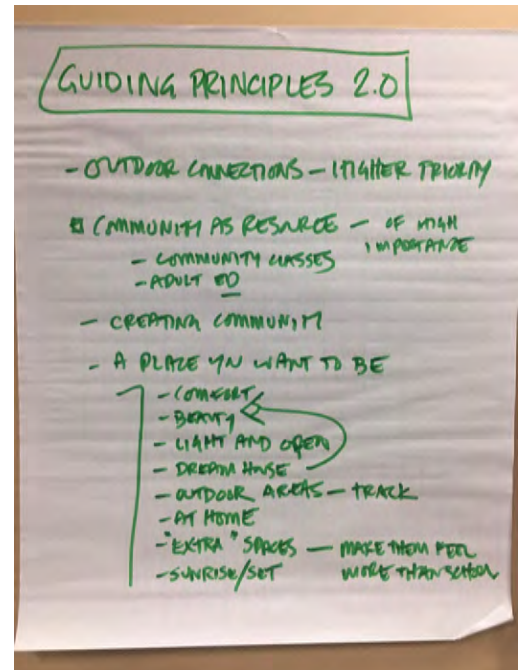 GUIDING PRINCIPLES 2.0
- OUTDOOR CONNECTIONS - HIGHER PRIORITY
COMMUNITY AS RESOURCE - OF HIGH
IMPORTANCE
- COMMUNITY CLASSES
- ADULT ED
- CREATING COMMUNITY
- A PLACE YOU WANT TO BE
- COMFORT
- BEAUTY
- LIGHT AND OPEN
- DREAM HOUSE
- OUTDOOR AREAS - TRACK
- AT HOME
- "EXTRA" SPACES - MAKE THEM FEEL
MORE THAN SCHOOL
- SUNRISE/SET